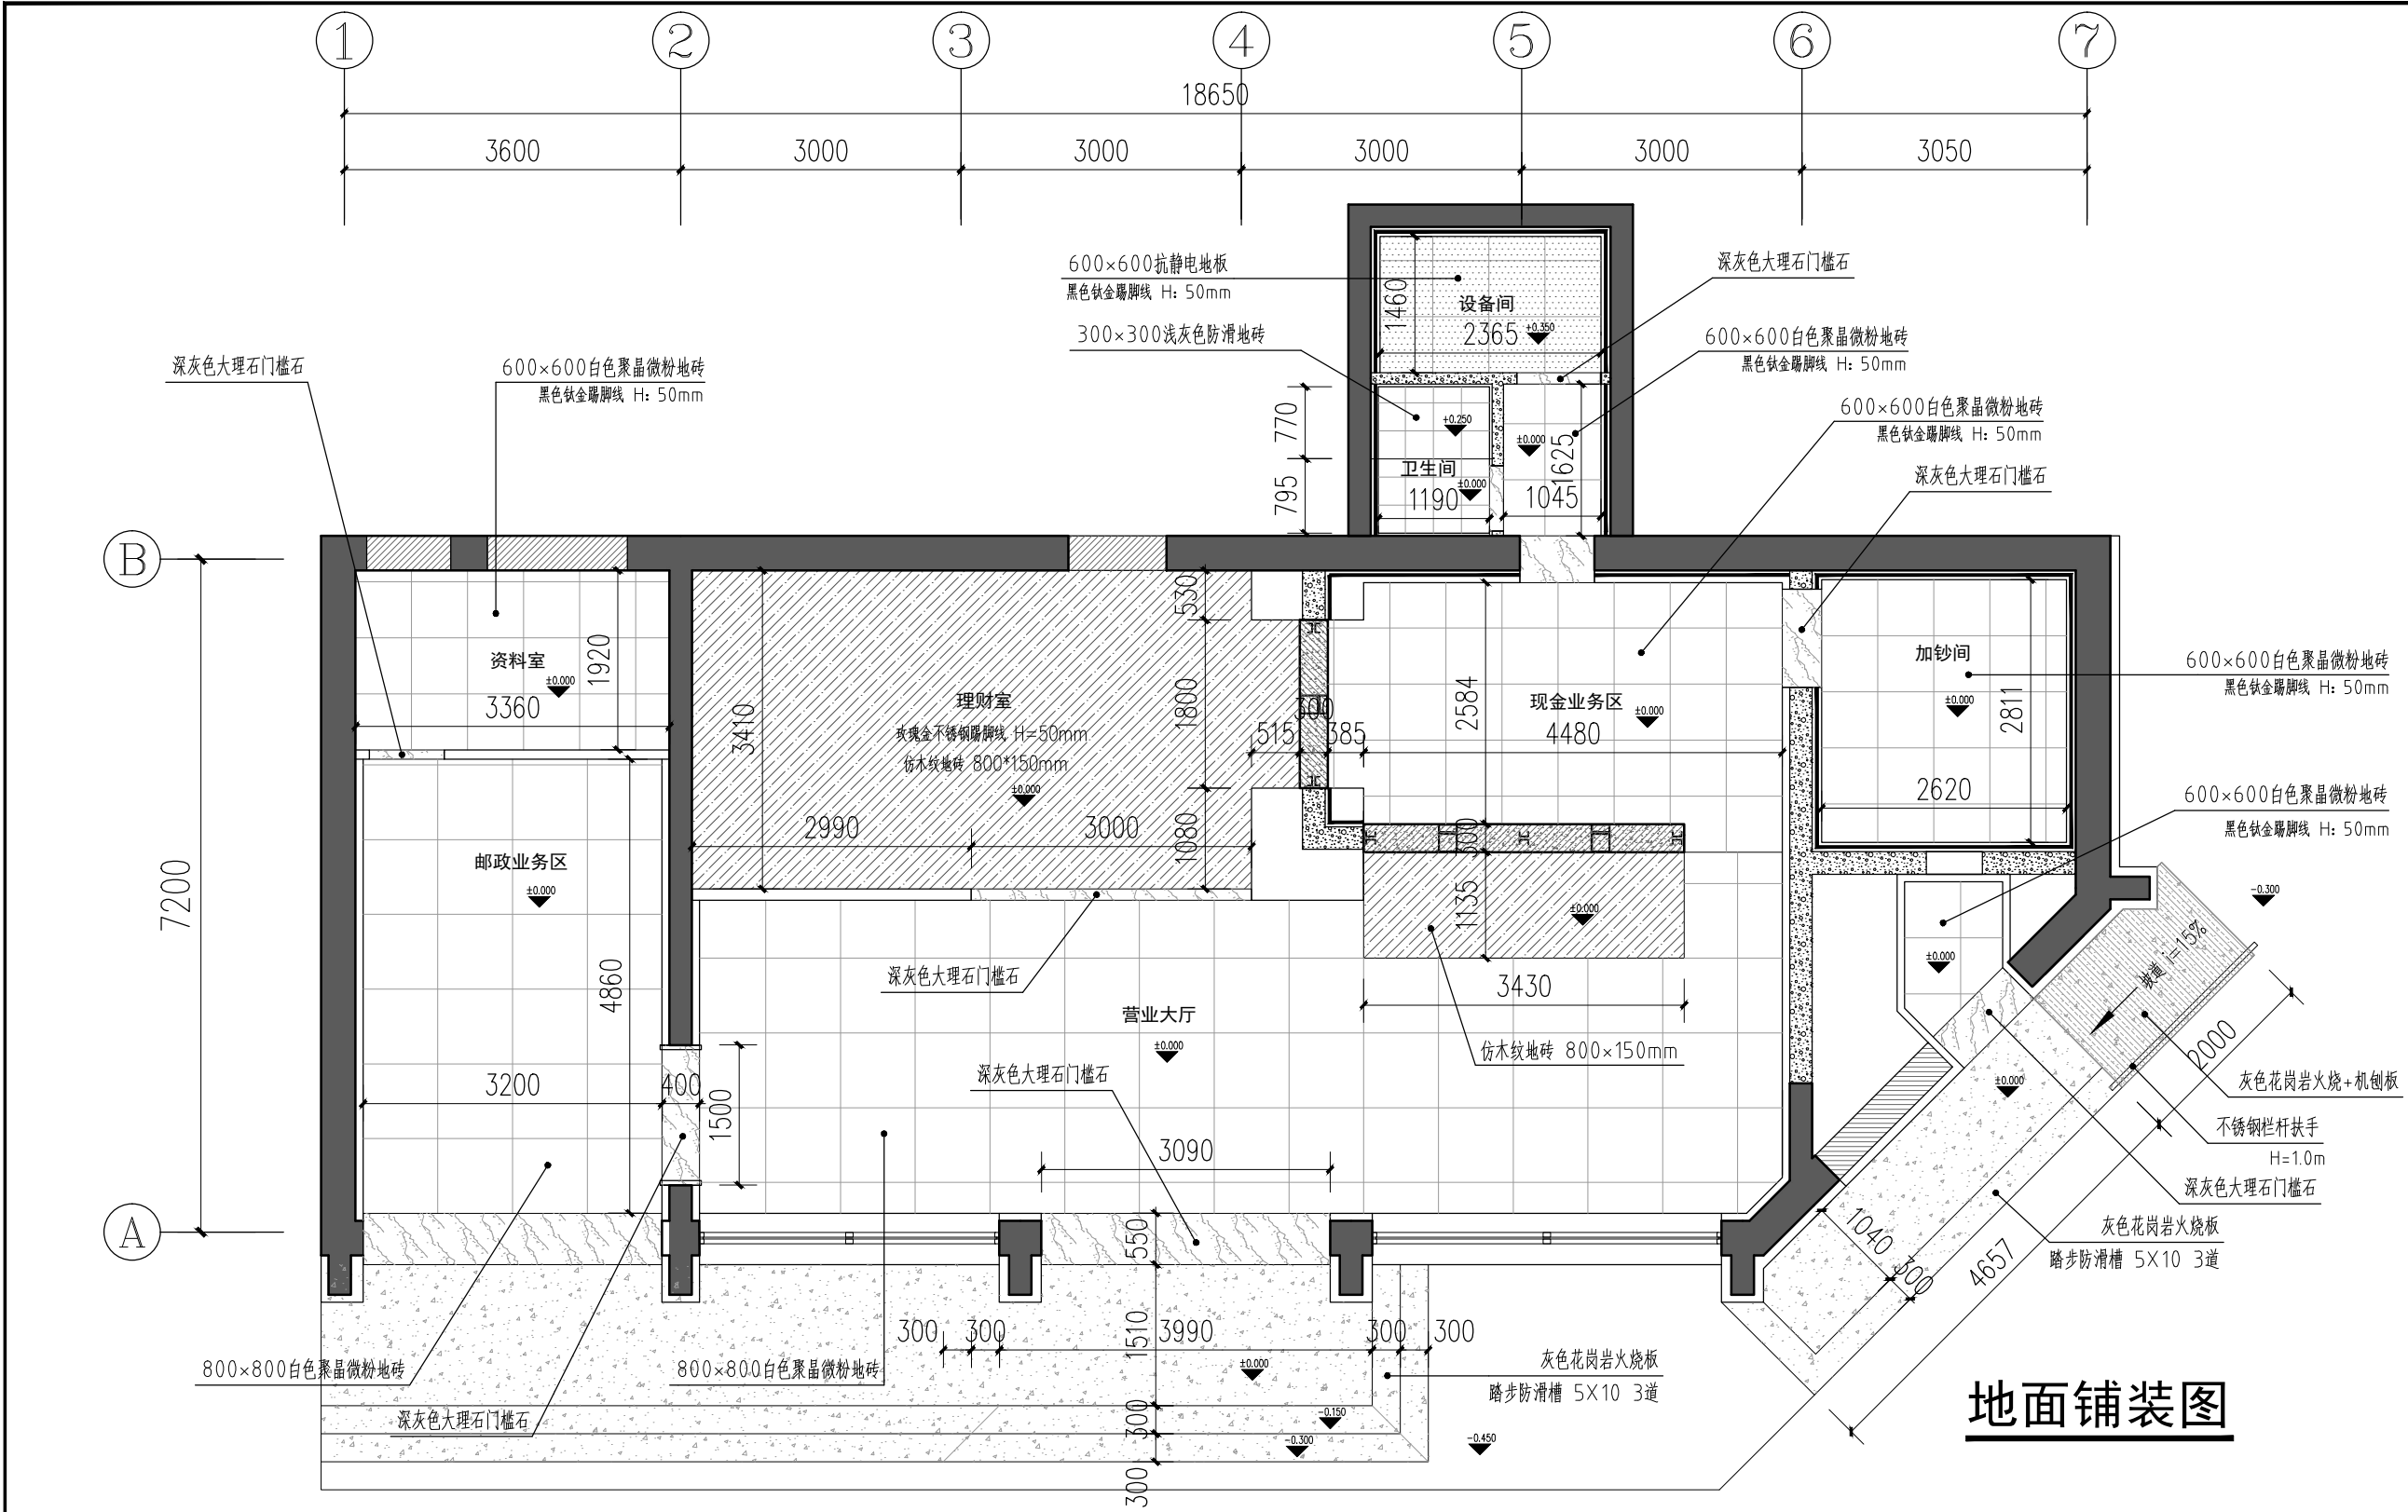 1 2 3 4 5 6 7
18650
3600 3000 3000 3000 3000 3050
600×600抗静电地板
黑色钛金踢脚线 H: 50mm
深灰色大理石门槛石
设备间
1460
2365
+0.350
300×300浅灰色防滑地砖
600×600白色聚晶微粉地砖
黑色钛金踢脚线 H: 50mm
深灰色大理石门槛石
600×600白色聚晶微粉地砖
黑色钛金踢脚线 H: 50mm
770
+0.250
±0.000
1625
600×600白色聚晶微粉地砖
黑色钛金踢脚线 H: 50mm
795
卫生间
1190
±0.000
1045
深灰色大理石门槛石
B
530
资料室
±0.000
1920
3360
3410
理财室
玫瑰金不锈钢踢脚线 H=50mm
仿木纹地砖 800*150mm
±0.000
1800
300
515
385
2584
现金业务区
±0.000
4480
加钞间
±0.000
2811
2620
600×600白色聚晶微粉地砖
黑色钛金踢脚线 H: 50mm
2990
3000
1080
300
600×600白色聚晶微粉地砖
黑色钛金踢脚线 H: 50mm
7200
邮政业务区
±0.000
4860
1135
±0.000
-0.300
坡道 i=15%
±0.000
深灰色大理石门槛石
3430
营业大厅
±0.000
仿木纹地砖 800×150mm
深灰色大理石门槛石
2000
±0.000
灰色花岗岩火烧+机刨板
3200
400
1500
不锈钢栏杆扶手
H=1.0m
3090
深灰色大理石门槛石
A
550
1040
300
4657
灰色花岗岩火烧板
踏步防滑槽 5X10 3道
1510
300 300 3990 300 300
800×800白色聚晶微粉地砖
800×800白色聚晶微粉地砖
±0.000
灰色花岗岩火烧板
踏步防滑槽 5X10 3道
深灰色大理石门槛石
300
-0.150
-0.300
-0.450
300
地面铺装图